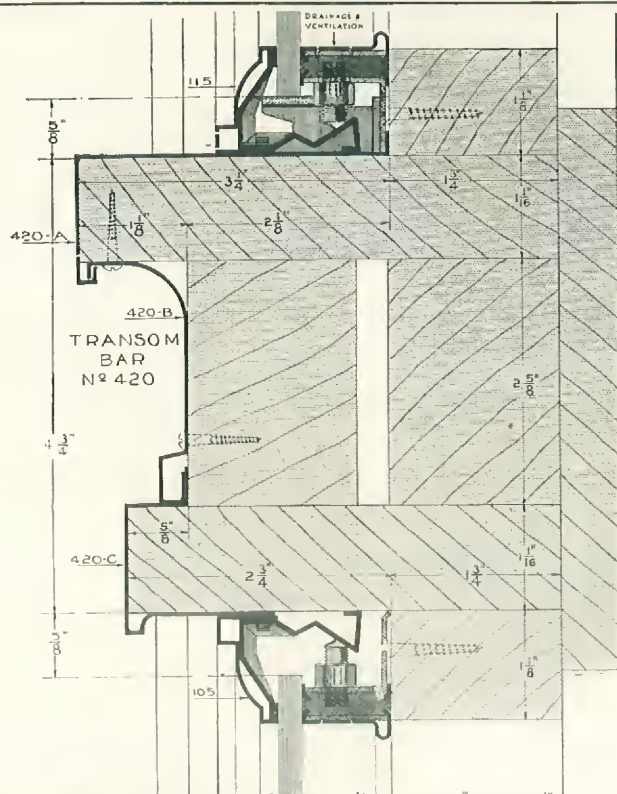 DRAINAGE &
VENTILATION
115
5/8"
1 1/8"
3 1/4"
1 3/4"
1 1/16"
1 1/8"
2 1/8"
420-A
420-B
TRANSOM
BAR
Nº 420
2 5/8"
4 3/4"
5/8"
420-C
2 3/4"
1 3/4"
1 1/16"
5/8"
1 1/8"
105